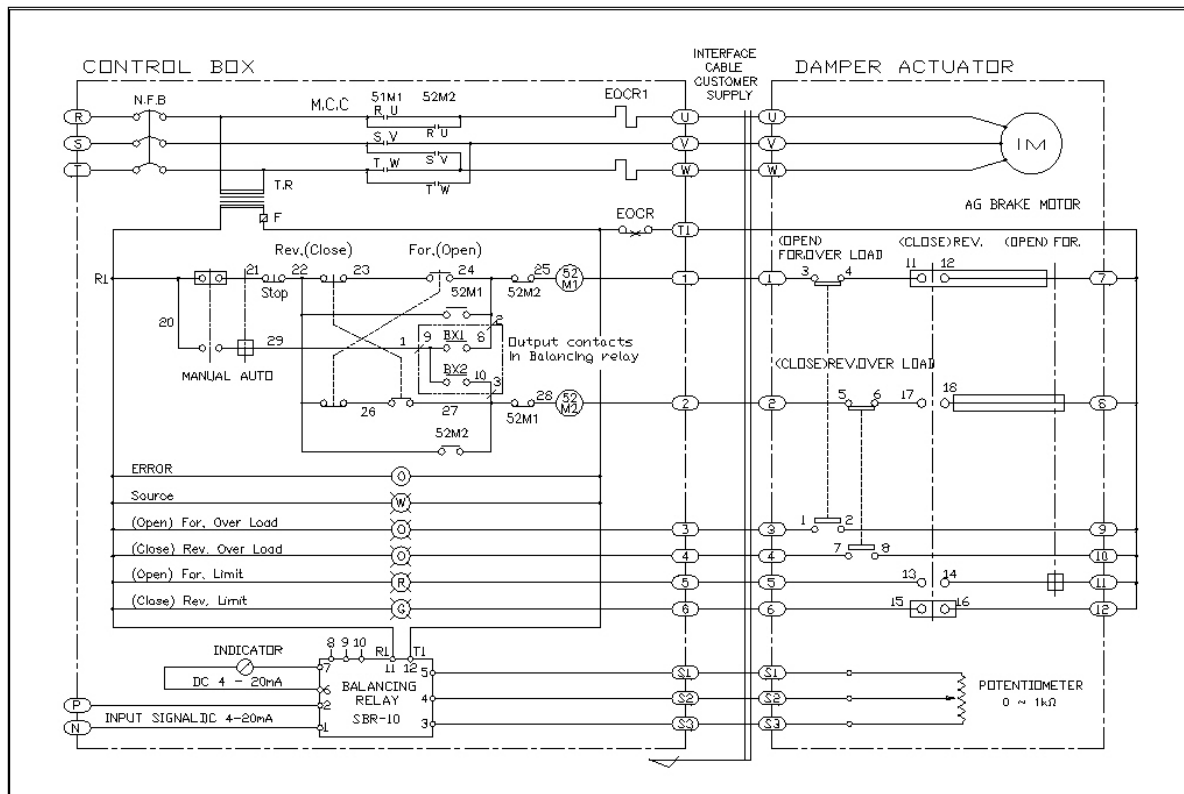 CONTROL BOX
INTERFACE
CABLE
CUSTOMER
SUPPLY
DAMPER ACTUATOR
N.F.B
M.C.C
51M1 52M2
EOCR1
R R U U U
R U
S S V V V
S V
T T W W W
T W
IM
T.R
F
AG BRAKE MOTOR
EOCR
T1
Rev.(Close) For.(Open)
(OPEN)
FOR.OVER LOAD
(CLOSE)REV. (OPEN) FOR.
R1 21 22 23 24 25 52 M1 1 1 3 4 11 12 7
Stop
52M1 52M2
20
29 1 9 BX1 6 2
Output contacts
in Balancing relay
MANUAL AUTO
BX2 10 3
(CLOSE)REV.OVER LOAD
26 27 28 52 M2 2 2 5 6 17 18 8
52M1
52M2
ERROR O
Source W
(Open) For. Over Load O 3 3 1 2 9
(Close) Rev. Over Load O 4 4 7 8 10
(Open) For. Limit R 5 5 13 14 11
(Close) Rev. Limit G 6 6 15 16 12
8 9 10 R1 T1
INDICATOR
7 11 12 5 S1 S1
DC 4 - 20mA
6
BALANCING
RELAY
SBR-10
P 2 4 S2 S2
INPUT SIGNAL DC 4-20mA
N 1 3 S3 S3
POTENTIOMETER
0 ~ 1kΩ